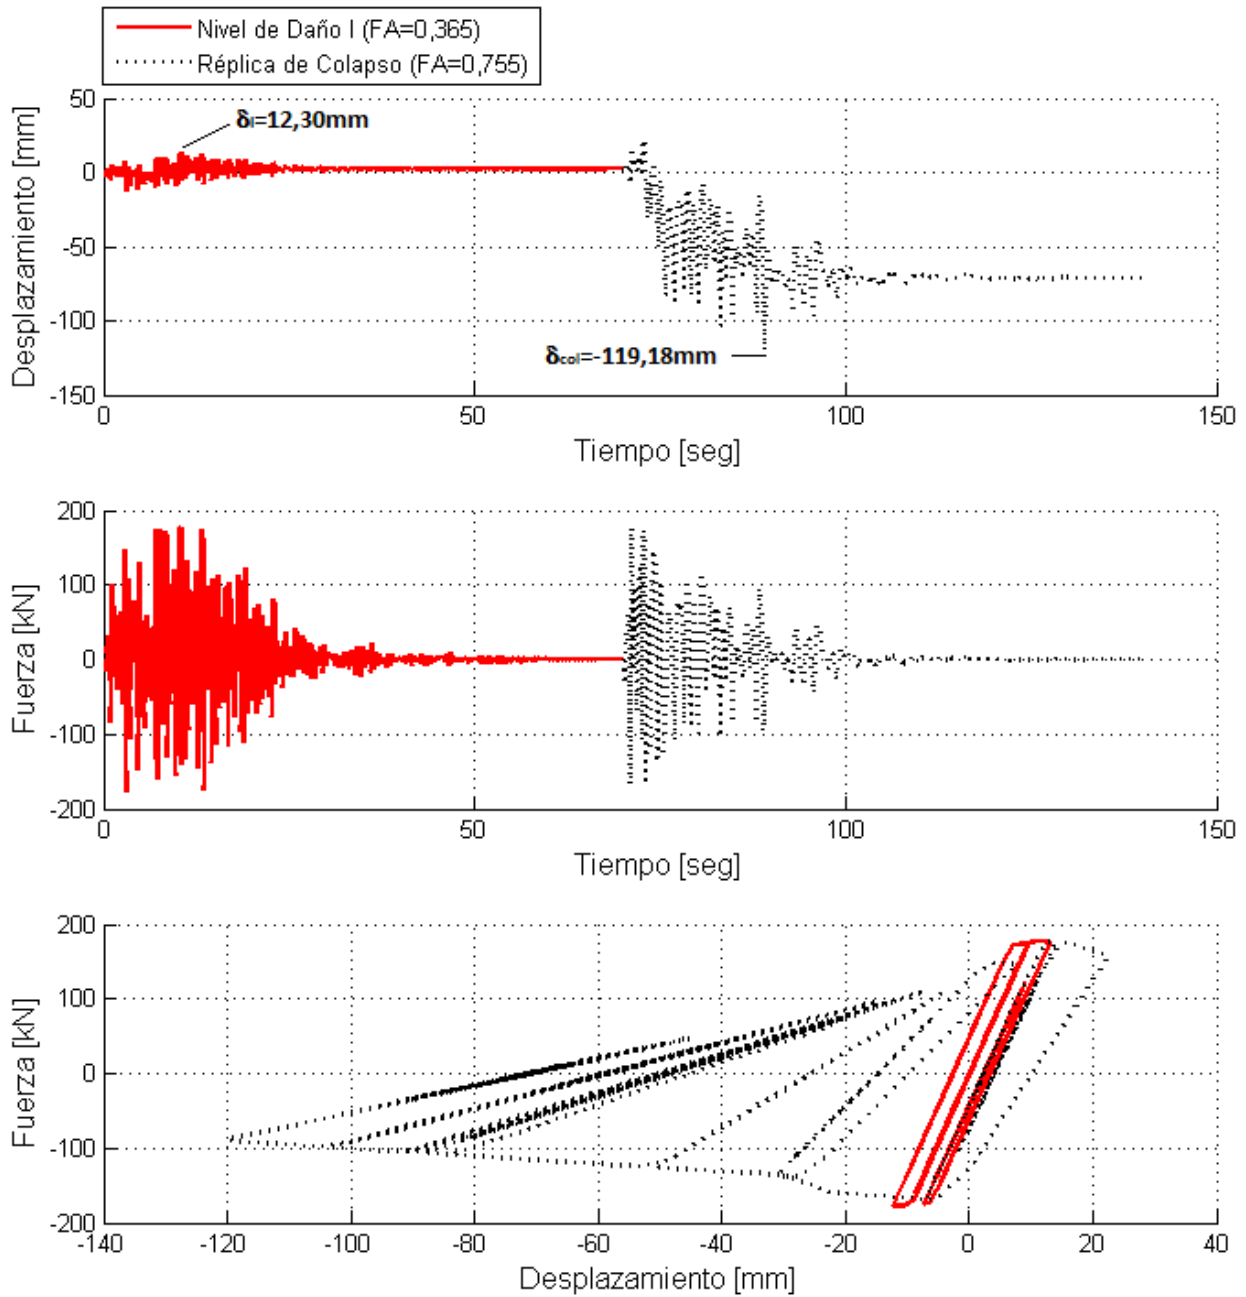 Nivel de Daño I (FA=0,365)
Réplica de Colapso (FA=0,755)
Desplazamiento [mm]
50
0
-50
-100
-150
δI=12,30mm
δcol=-119,18mm
0 50 100 150
Tiempo [seg]
Fuerza [kN]
200
100
0
-100
-200
0 50 100 150
Tiempo [seg]
Fuerza [kN]
200
100
0
-100
-200
-140 -120 -100 -80 -60 -40 -20 0 20 40
Desplazamiento [mm]